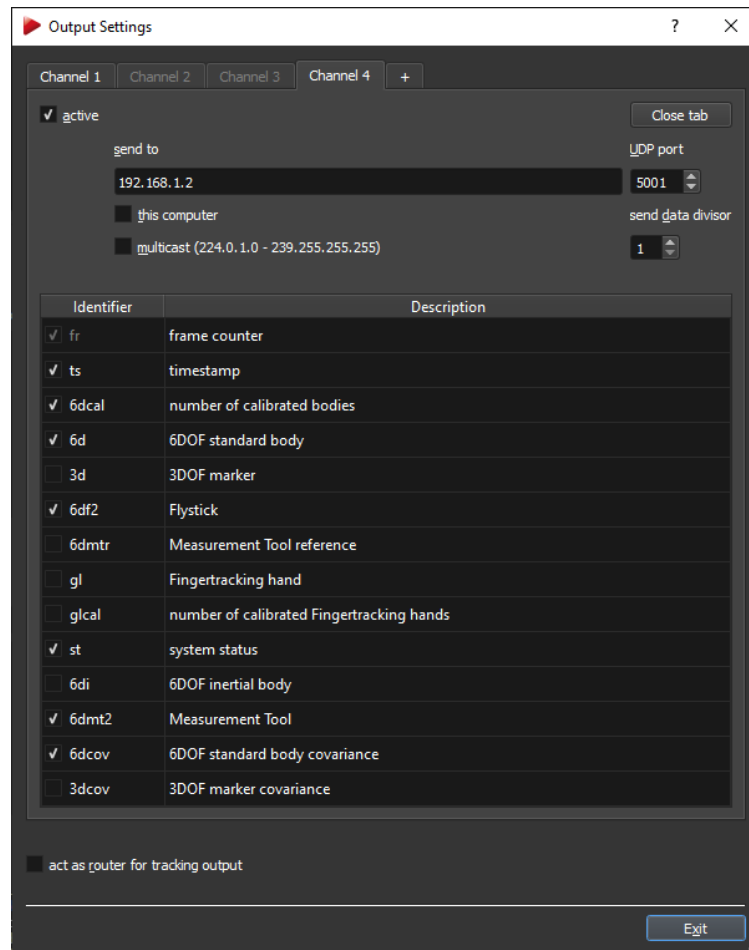 Output Settings ? ×
Channel 1 Channel 2 Channel 3 Channel 4 +
active Close tab
send to UDP port
192.168.1.2 5001
this computer send data divisor
multicast (224.0.1.0 - 239.255.255.255) 1
Identifier Description
fr frame counter
ts timestamp
6dcal number of calibrated bodies
6d 6DOF standard body
3d 3DOF marker
6df2 Flystick
6dmtr Measurement Tool reference
gl Fingertracking hand
glcal number of calibrated Fingertracking hands
st system status
6di 6DOF inertial body
6dmt2 Measurement Tool
6dcov 6DOF standard body covariance
3dcov 3DOF marker covariance
act as router for tracking output
Exit